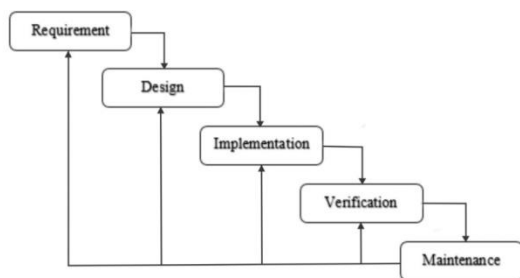 Requirement
Design
Implementation
Verification
Maintenance